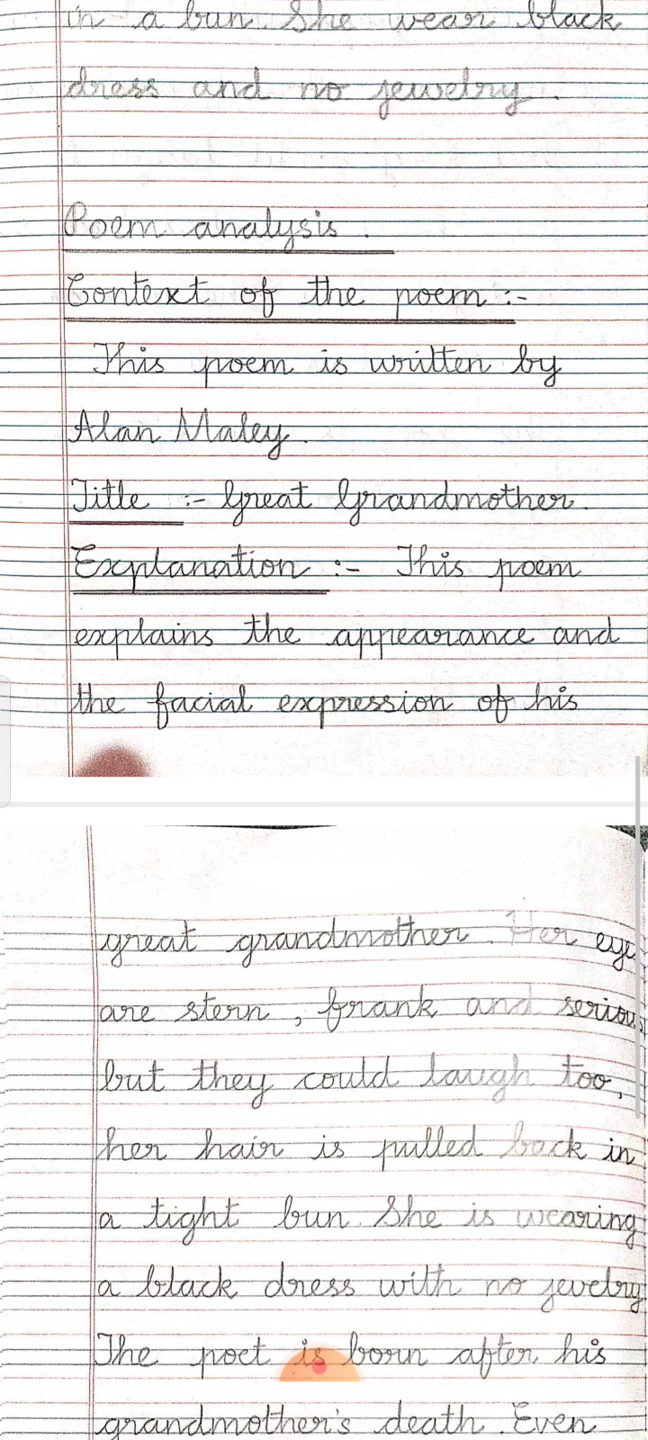 in a bun. She wear black
dress and no jewelry.
Poem analysis.
Context of the poem :-
This poem is written by
Alan Maley.
Title :- Great Grandmother.
Explanation :- This poem
explains the appearance and
the facial expression of his
great grandmother. Her
are stern, frank and
but they could laugh too,
her hair is pulled back in
a tight bun. She is wearing
a black dress with no jewelry
The poet is born after his
grandmother's death. Even